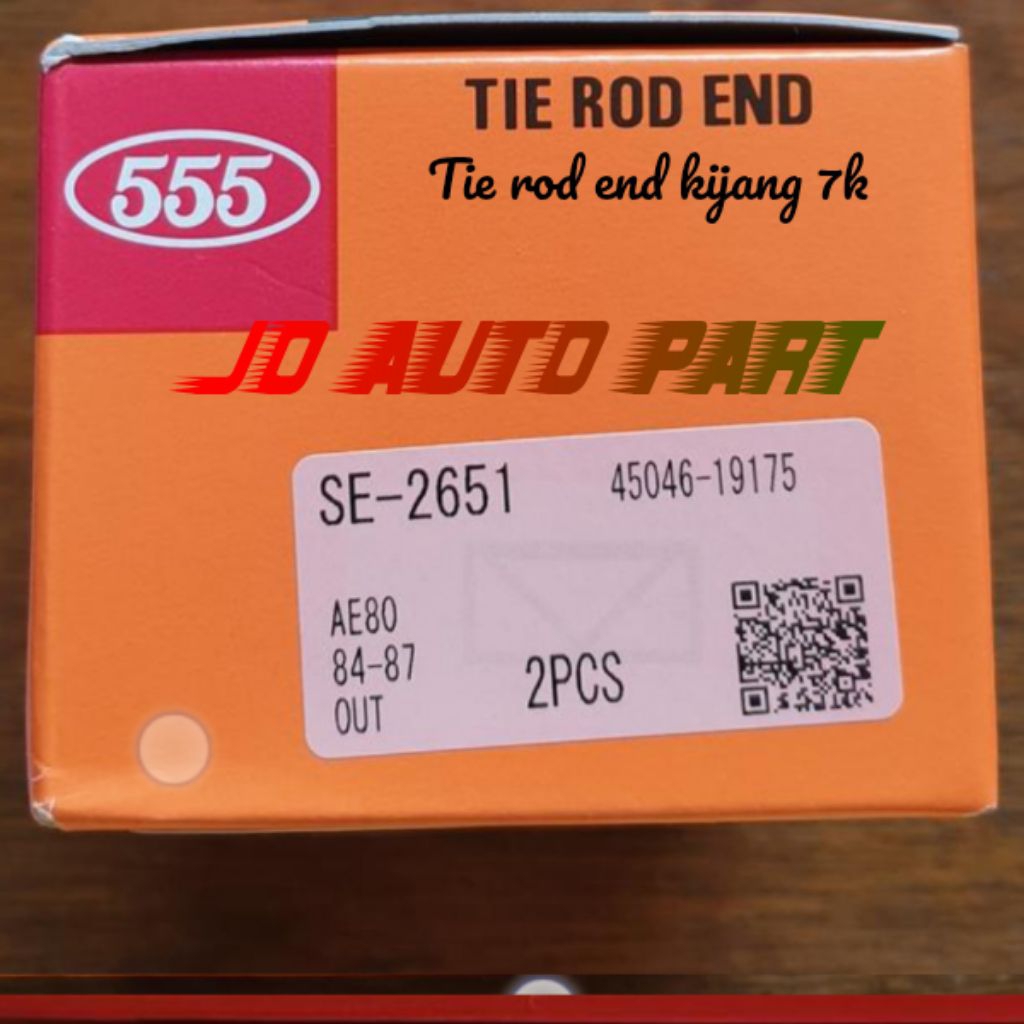 555
TIE ROD END
Tie rod end kijang 7k
JD AUTO PART
SE-2651 45046-19175
AE80
84-87
OUT
2PCS